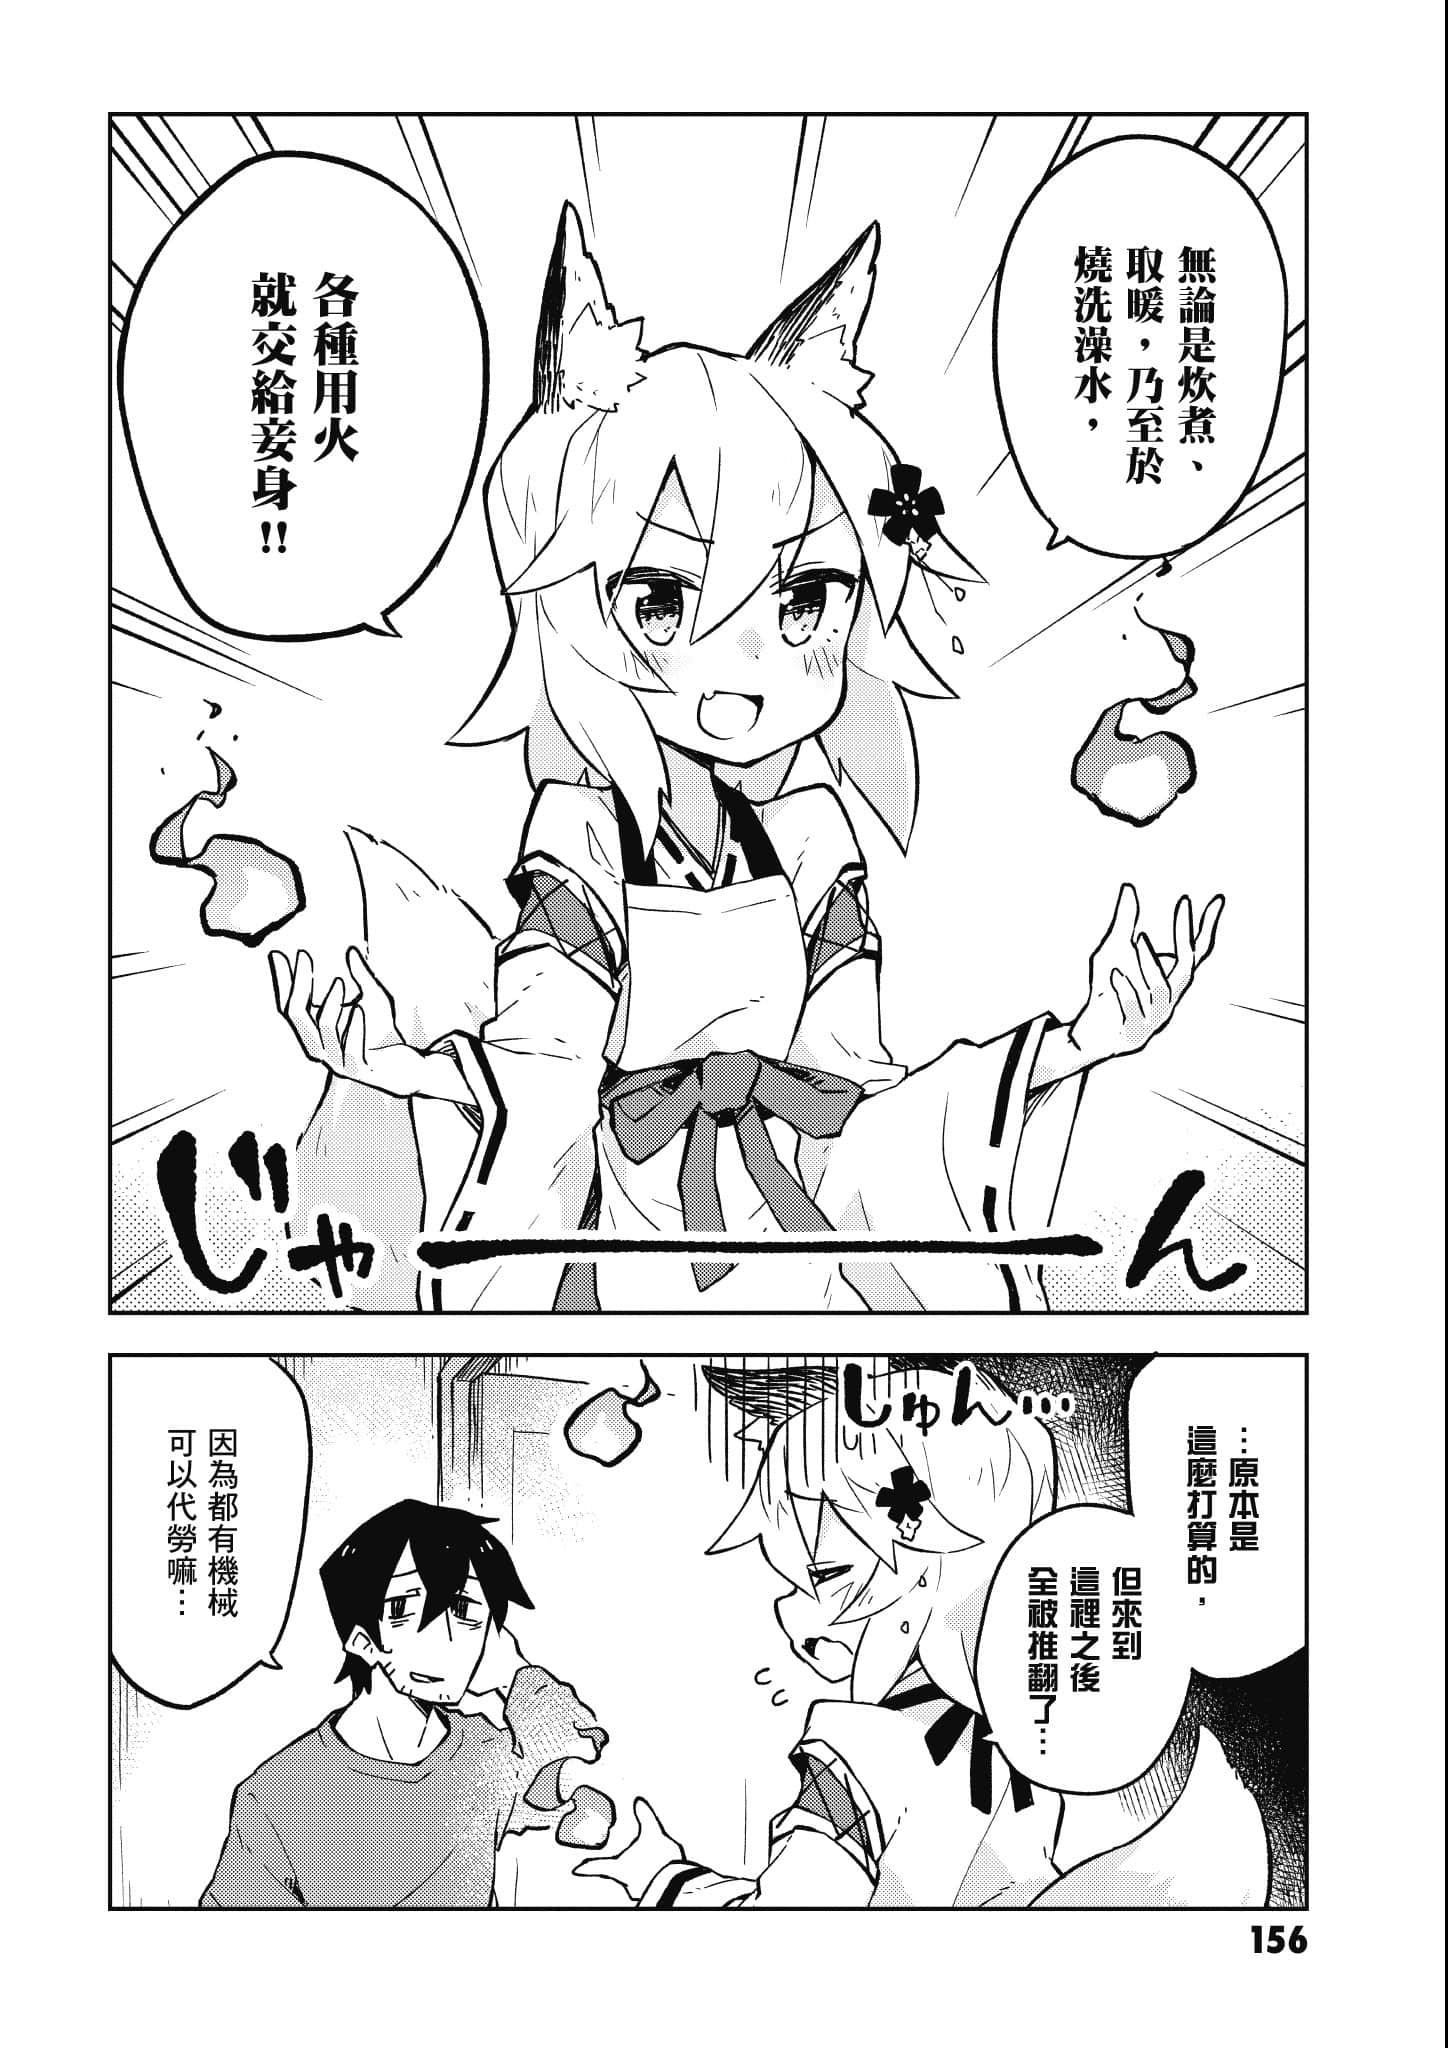 無論是炊煮、
取暖，乃至於
燒洗澡水，
各種用火
就交給妾身!!
じゃーーん
しゅん…
…原本是
這麼打算的，
但來到
這裡之後
全被推翻了…
因為都有機械
可以代勞嘛…
156